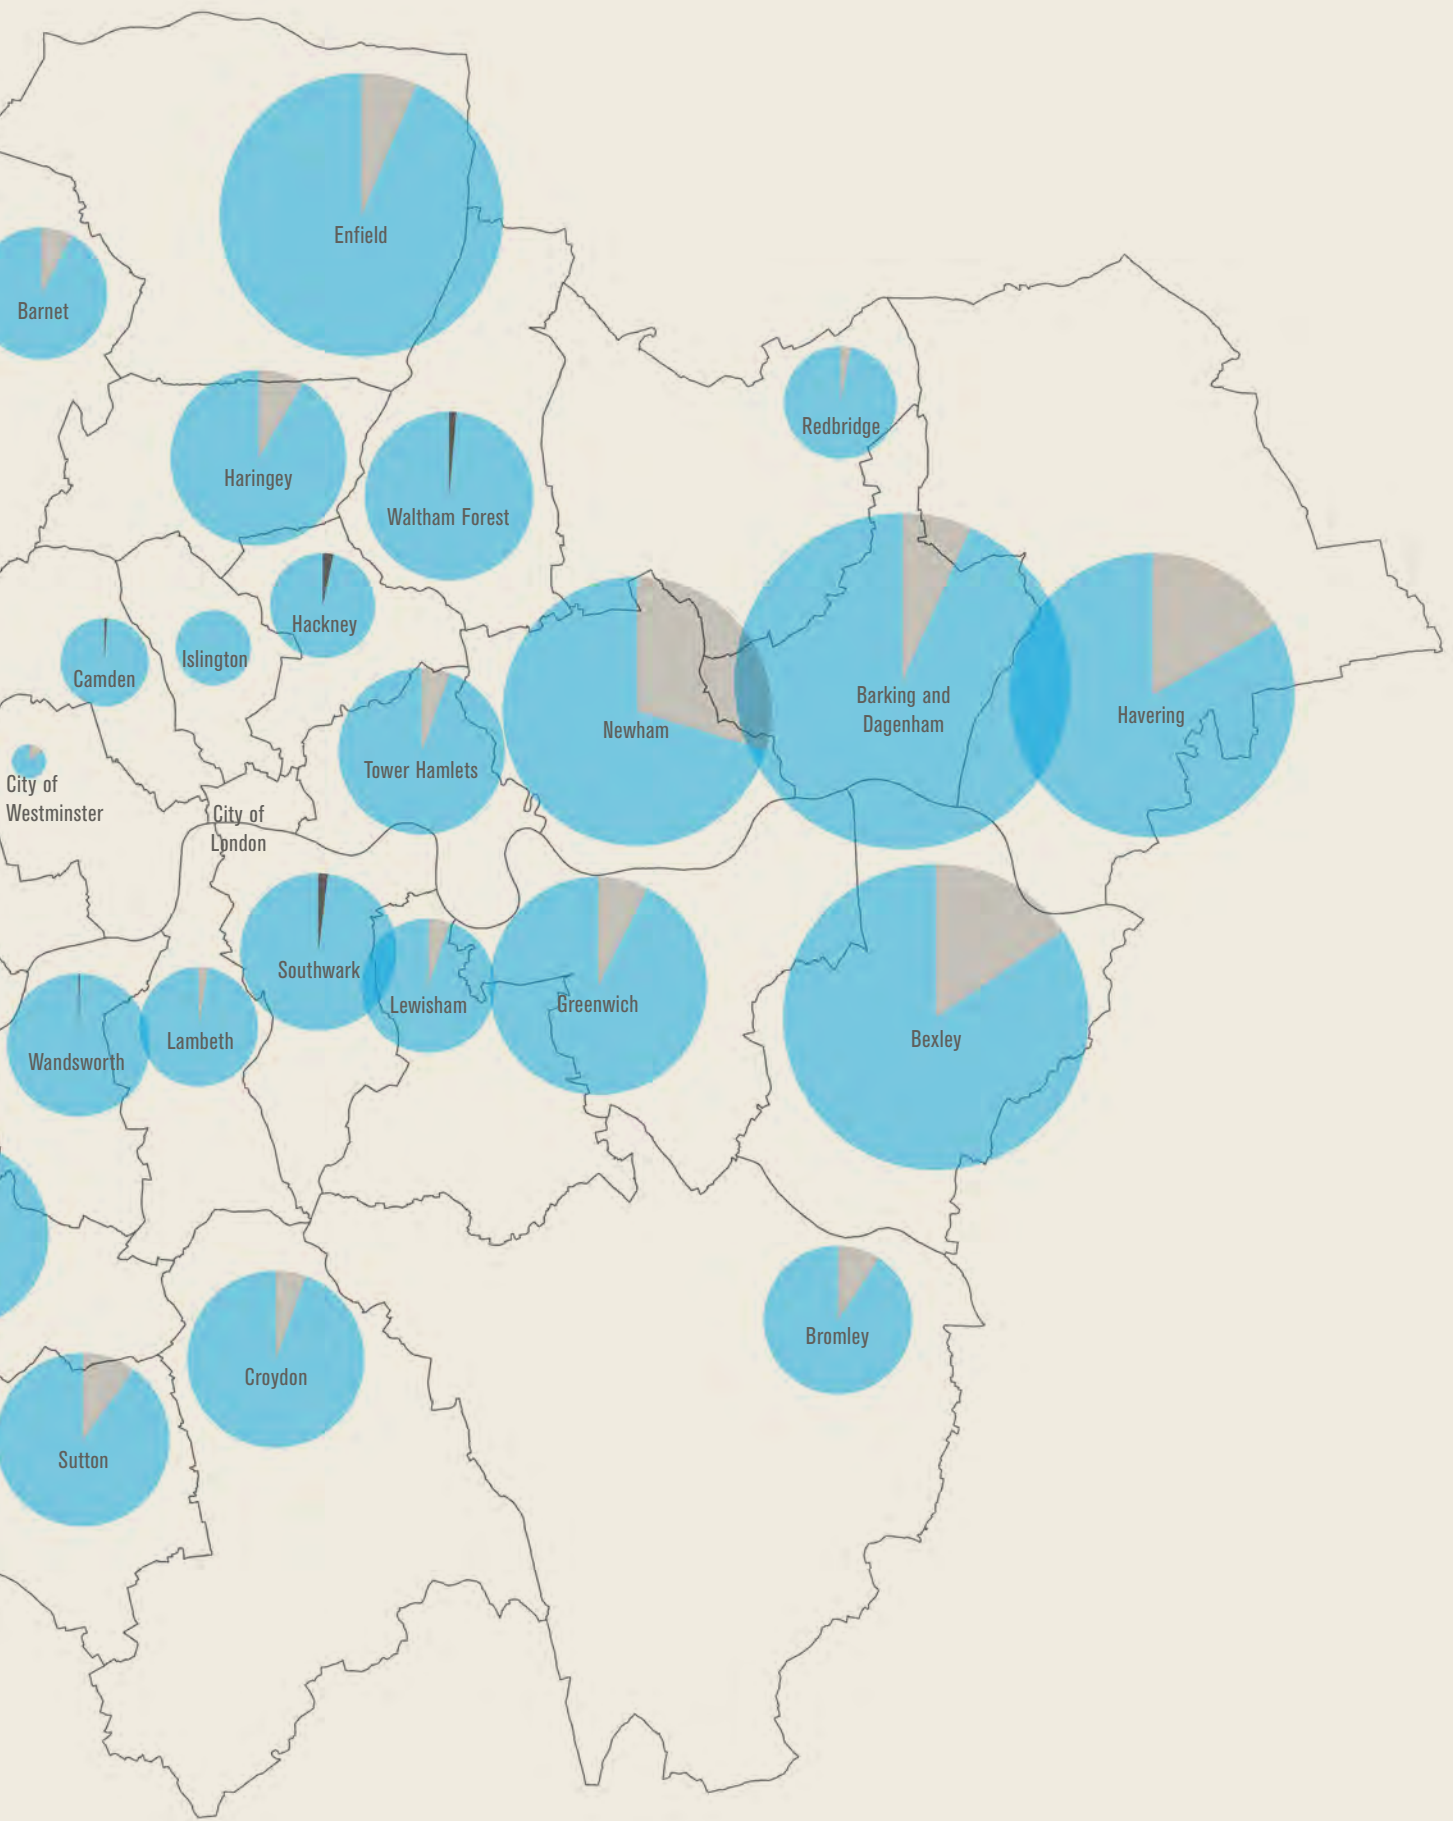 Enfield
Barnet
Redbridge
Haringey
Waltham Forest
Hackney
Islington
Camden
Barking and
Dagenham
Havering
Newham
Tower Hamlets
City of
Westminster
City of
London
Southwark
Lewisham
Greenwich
Bexley
Lambeth
Wandsworth
Bromley
Croydon
Sutton